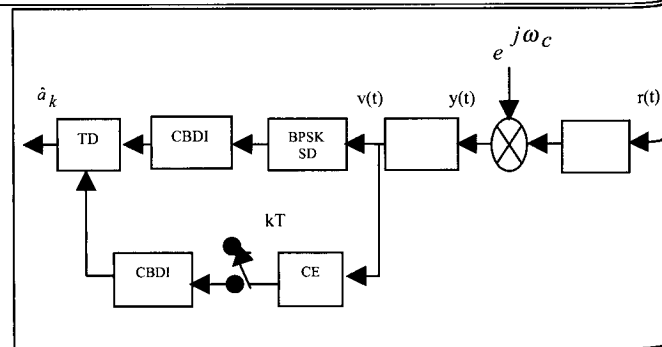 e^{jω_c}
â_k
v(t)
y(t)
r(t)
TD
CBDI
BPSK
SD
kT
CBDI
CE